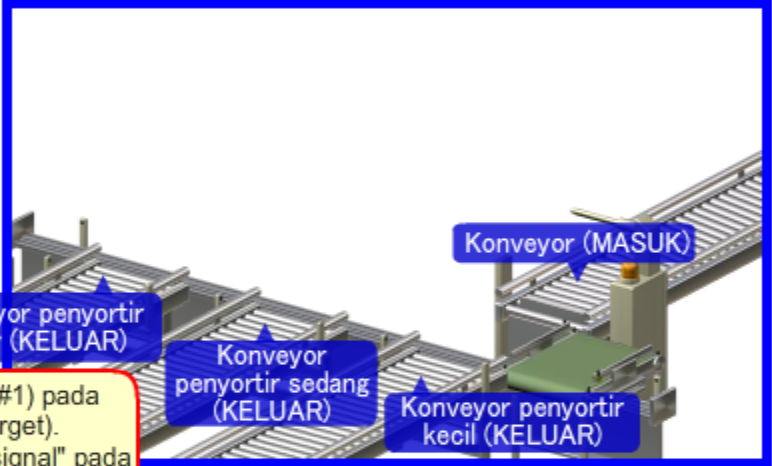 Konveyor (MASUK)
yor penyortir
(KELUAR)
Konveyor
penyortir sedang
(KELUAR)
Konveyor penyortir
kecil (KELUAR)
#1) pada
rget).
signal" pada